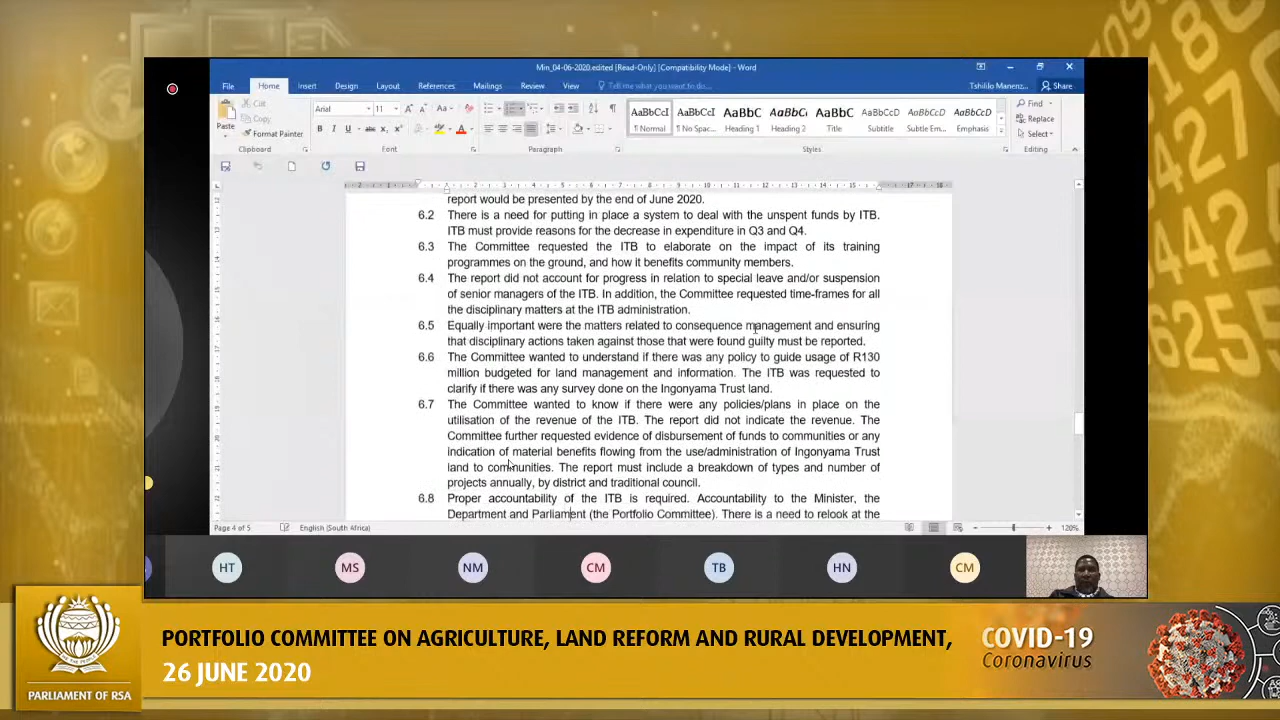 Min_04-06-2020.edited [Read-Only] [Compatibility Mode] - Word
File Home Insert Design Layout References Mailings Review View Tell me what you want to do... Tshililo Manenz... Share
Paste
Cut
Copy
Format Painter
Clipboard
Arial 11
Font
Paragraph
AaBbCcI AaBbCcI AaBbC AaBbCc AaBbC AaBbCcD AaBbCcD AaBbCcD
¶ Normal ¶ No Spac... Heading 1 Heading 2 Title Subtitle Subtle Em... Emphasis
Styles
Find
Replace
Select
Editing
report would be presented by the end of June 2020.
6.2 There is a need for putting in place a system to deal with the unspent funds by ITB.
ITB must provide reasons for the decrease in expenditure in Q3 and Q4.
6.3 The Committee requested the ITB to elaborate on the impact of its training
programmes on the ground, and how it benefits community members.
6.4 The report did not account for progress in relation to special leave and/or suspension
of senior managers of the ITB. In addition, the Committee requested time-frames for all
the disciplinary matters at the ITB administration.
6.5 Equally important were the matters related to consequence management and ensuring
that disciplinary actions taken against those that were found guilty must be reported.
6.6 The Committee wanted to understand if there was any policy to guide usage of R130
million budgeted for land management and information. The ITB was requested to
clarify if there was any survey done on the Ingonyama Trust land.
6.7 The Committee wanted to know if there were any policies/plans in place on the
utilisation of the revenue of the ITB. The report did not indicate the revenue. The
Committee further requested evidence of disbursement of funds to communities or any
indication of material benefits flowing from the use/administration of Ingonyama Trust
land to communities. The report must include a breakdown of types and number of
projects annually, by district and traditional council.
6.8 Proper accountability of the ITB is required. Accountability to the Minister, the
Department and Parliament (the Portfolio Committee). There is a need to relook at the
Page 4 of 5 English (South Africa) 120%
HT MS NM CM TB HN CM
PORTFOLIO COMMITTEE ON AGRICULTURE, LAND REFORM AND RURAL DEVELOPMENT,
26 JUNE 2020
COVID-19
Coronavirus
PARLIAMENT OF RSA